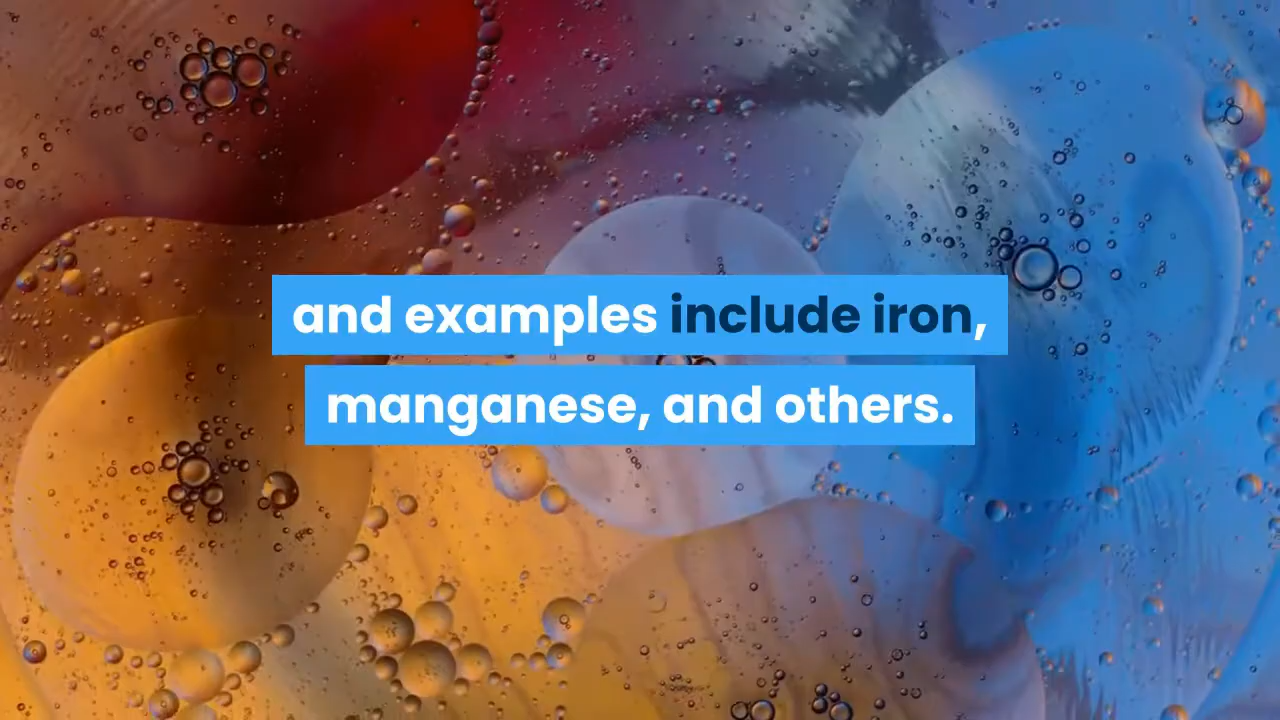 and examples include iron,
manganese, and others.